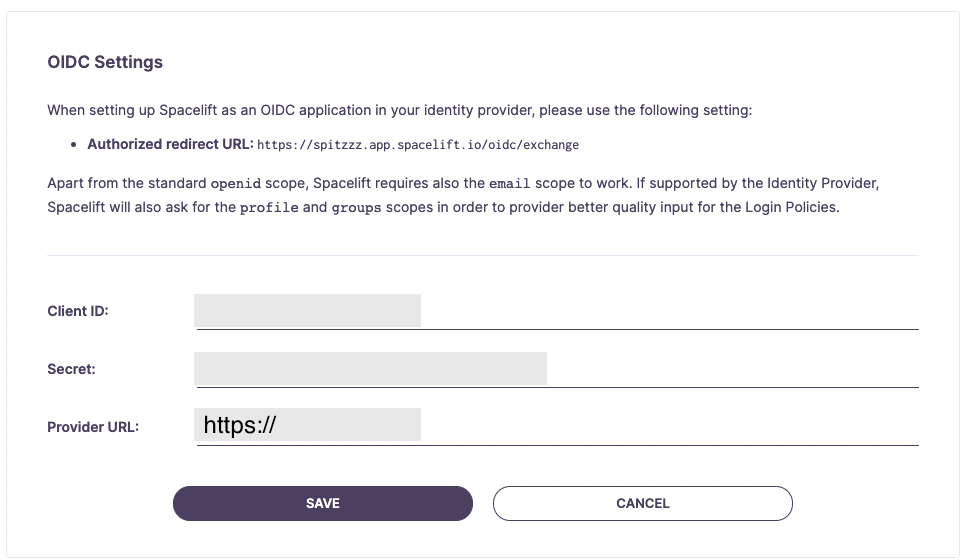 OIDC Settings
When setting up Spacelift as an OIDC application in your identity provider, please use the following setting:
• Authorized redirect URL: https://spitzzz.app.spacelift.io/oidc/exchange
Apart from the standard openid scope, Spacelift requires also the email scope to work. If supported by the Identity Provider,
Spacelift will also ask for the profile and groups scopes in order to provider better quality input for the Login Policies.
Client ID:
Secret:
Provider URL: https://
SAVE CANCEL